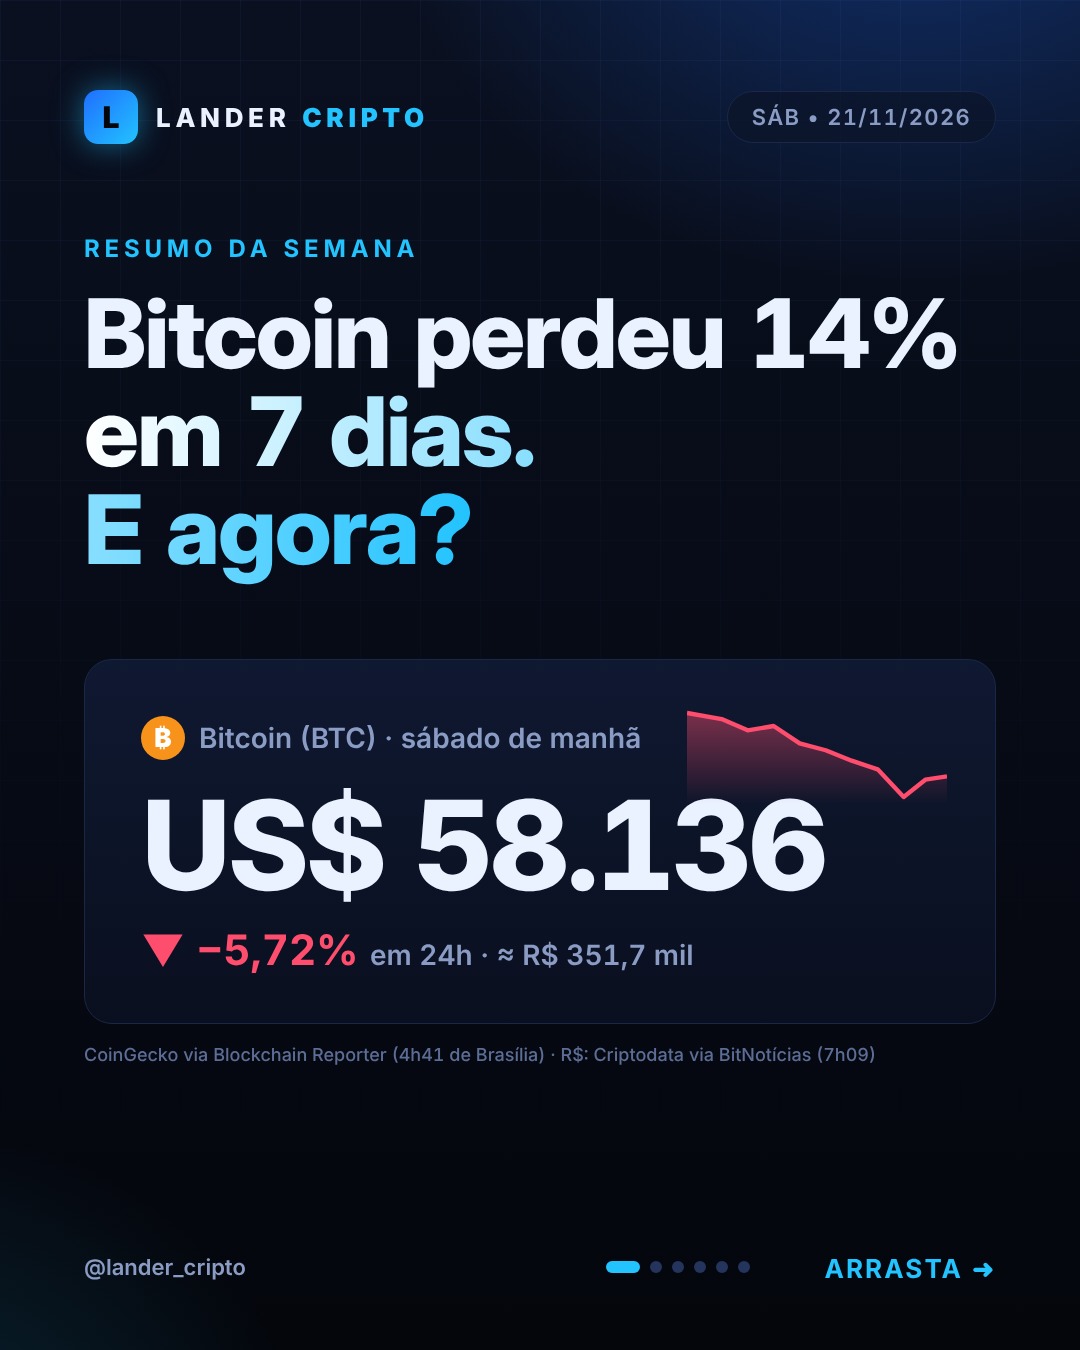 L LANDER CRIPTO
SÁB • 21/11/2026
RESUMO DA SEMANA
Bitcoin perdeu 14%
em 7 dias.
E agora?
Bitcoin (BTC) · sábado de manhã
US$ 58.136
▼ −5,72% em 24h · ≈ R$ 351,7 mil
CoinGecko via Blockchain Reporter (4h41 de Brasília) · R$: Criptodata via BitNotícias (7h09)
@lander_cripto
ARRASTA ➜